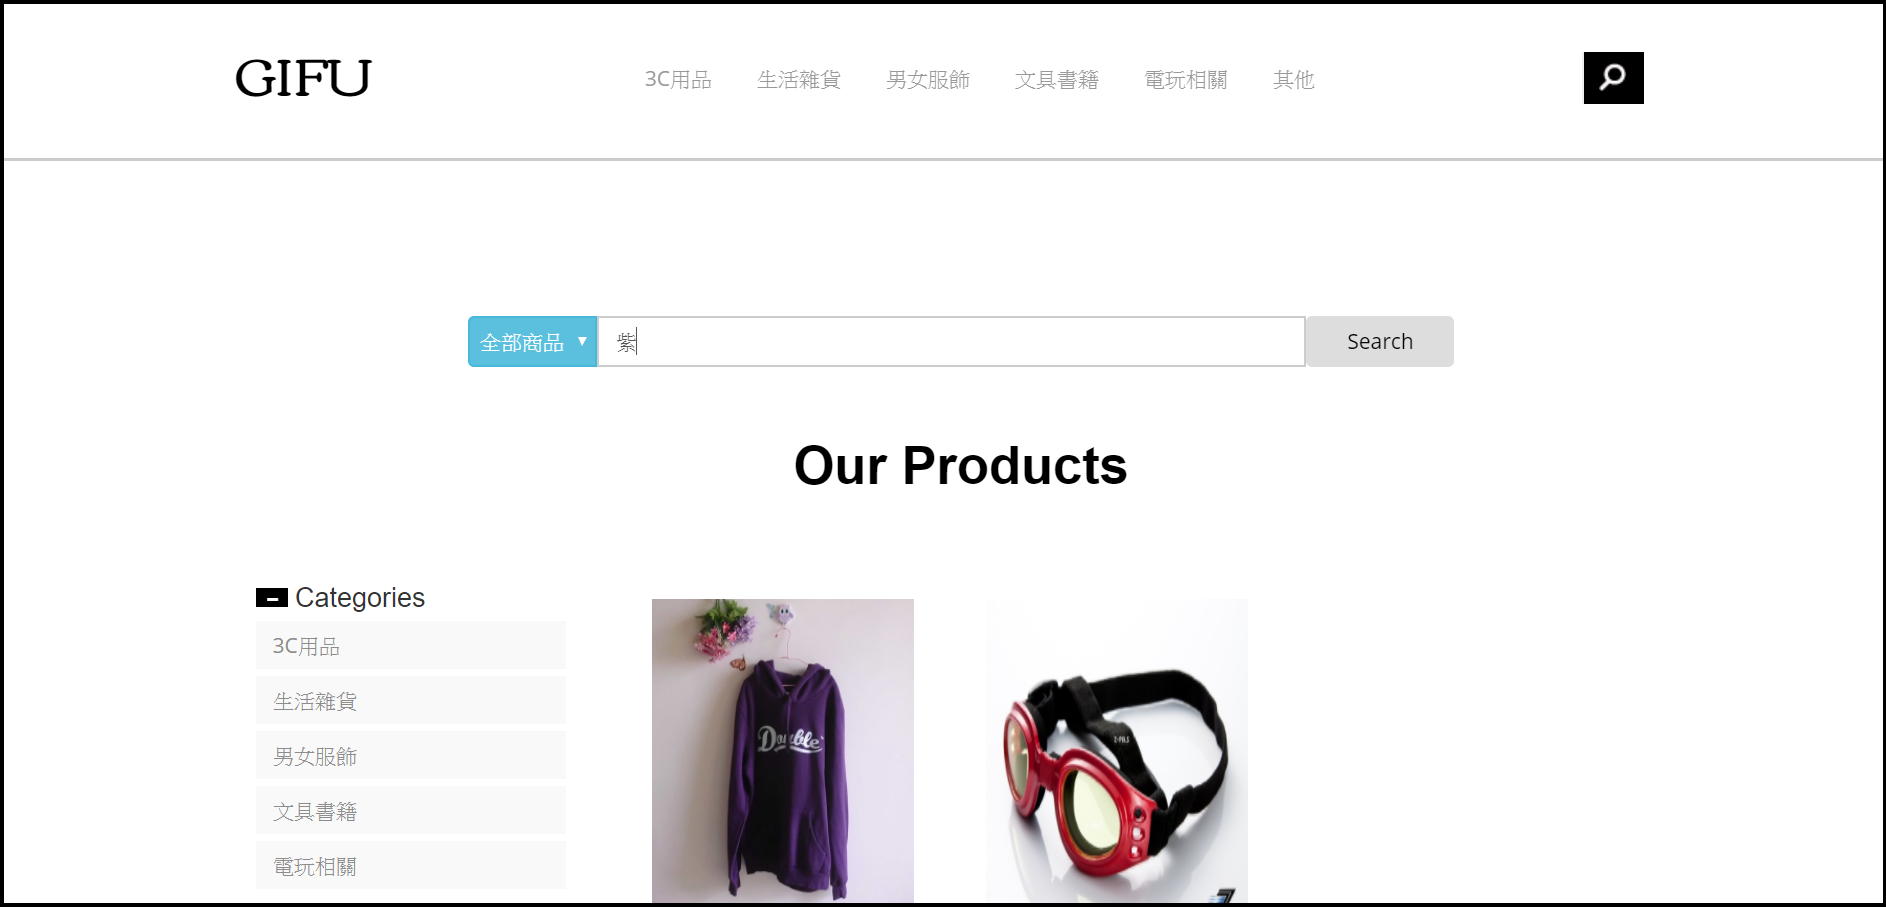 GIFU
3C用品 生活雜貨 男女服飾 文具書籍 電玩相關 其他
全部商品 紫 Search
Our Products
Categories
3C用品
生活雜貨
男女服飾
文具書籍
電玩相關
Double